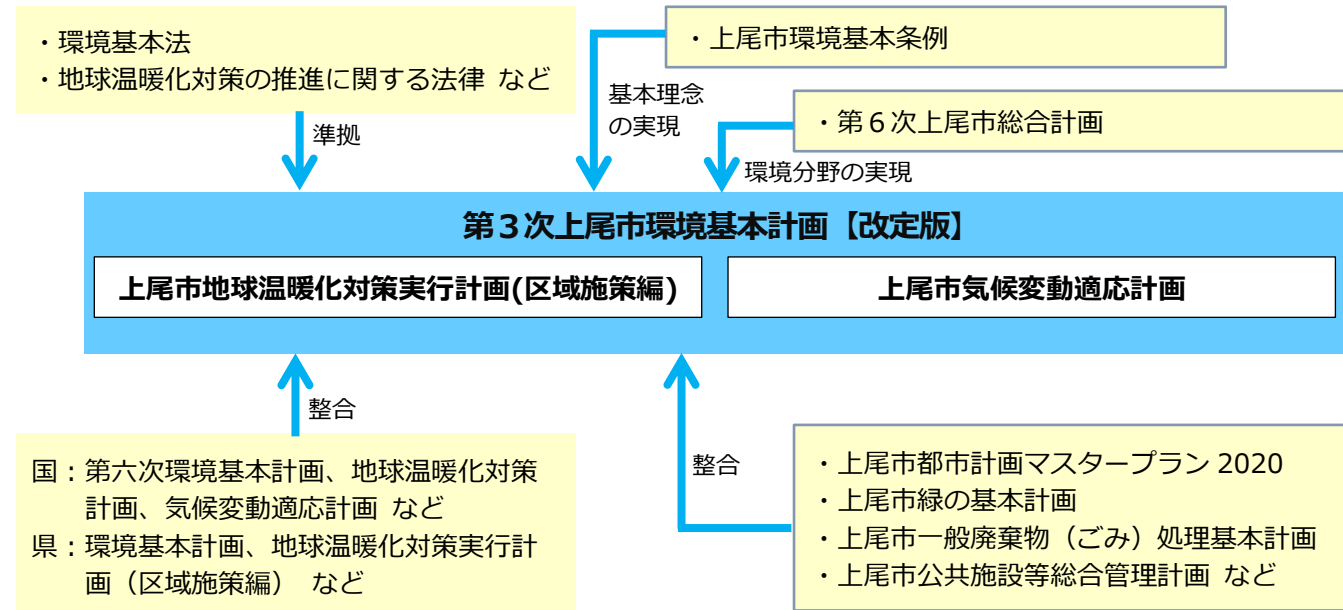 ・環境基本法
・地球温暖化対策の推進に関する法律 など
・上尾市環境基本条例
基本理念
の実現
・第６次上尾市総合計画
準拠
環境分野の実現
第３次上尾市環境基本計画【改定版】
上尾市地球温暖化対策実行計画(区域施策編)
上尾市気候変動適応計画
整合
国：第六次環境基本計画、地球温暖化対策
計画、気候変動適応計画 など
県：環境基本計画、地球温暖化対策実行計
画（区域施策編） など
整合
・上尾市都市計画マスタープラン 2020
・上尾市緑の基本計画
・上尾市一般廃棄物（ごみ）処理基本計画
・上尾市公共施設等総合管理計画 など